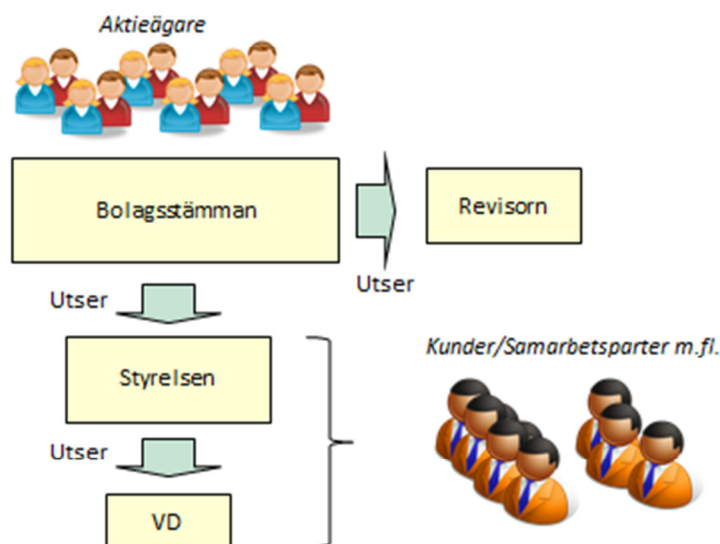 Aktieägare
Bolagsstämman
Revisorn
Utser
Utser
Styrelsen
Kunder/Samarbetsparter m.fl.
Utser
VD